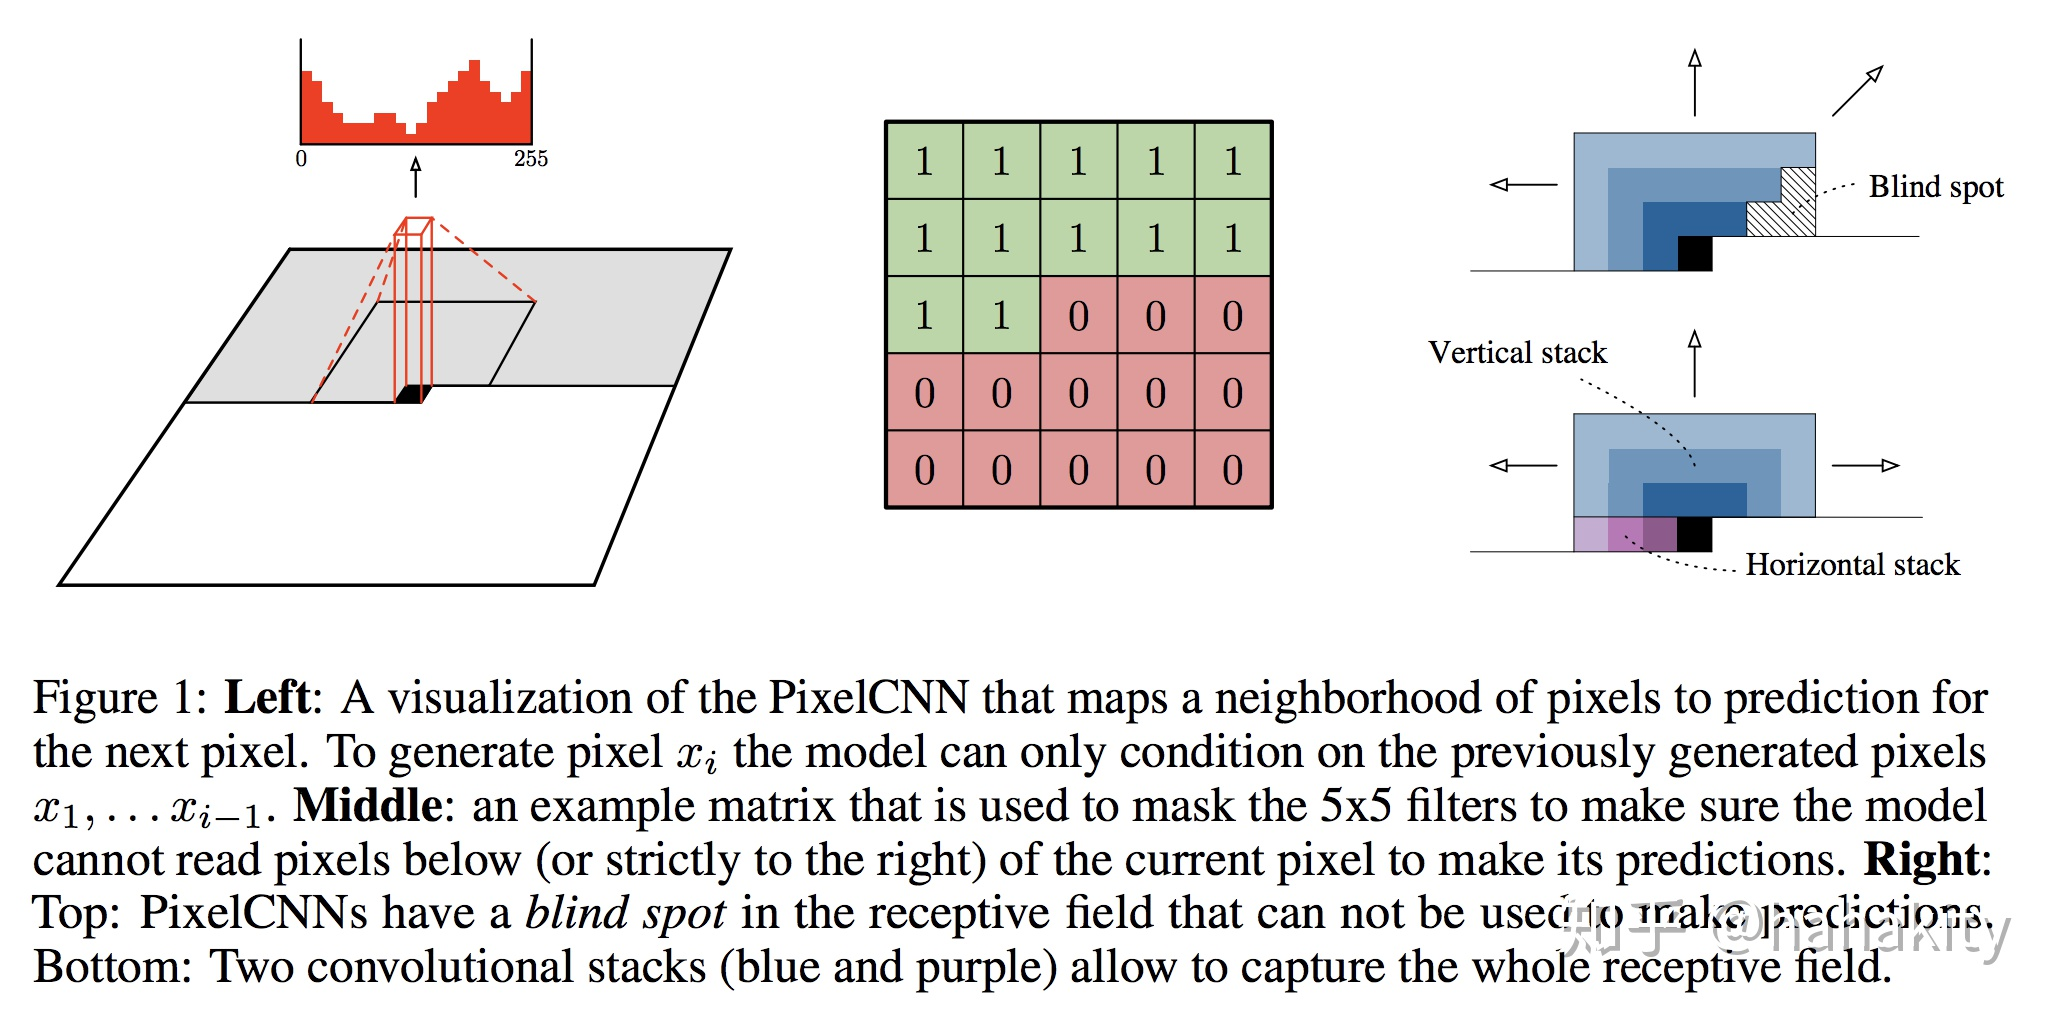 0 255
1 1 1 1 1
1 1 1 1 1
1 1 0 0 0
0 0 0 0 0
0 0 0 0 0
Blind spot
Vertical stack
Horizontal stack
Figure 1: Left: A visualization of the PixelCNN that maps a neighborhood of pixels to prediction for
the next pixel. To generate pixel xᵢ the model can only condition on the previously generated pixels
x₁, . . . xᵢ₋₁. Middle: an example matrix that is used to mask the 5x5 filters to make sure the model
cannot read pixels below (or strictly to the right) of the current pixel to make its predictions. Right:
Top: PixelCNNs have a blind spot in the receptive field that can not be used to make predictions.
Bottom: Two convolutional stacks (blue and purple) allow to capture the whole receptive field.
知乎 @hanakity